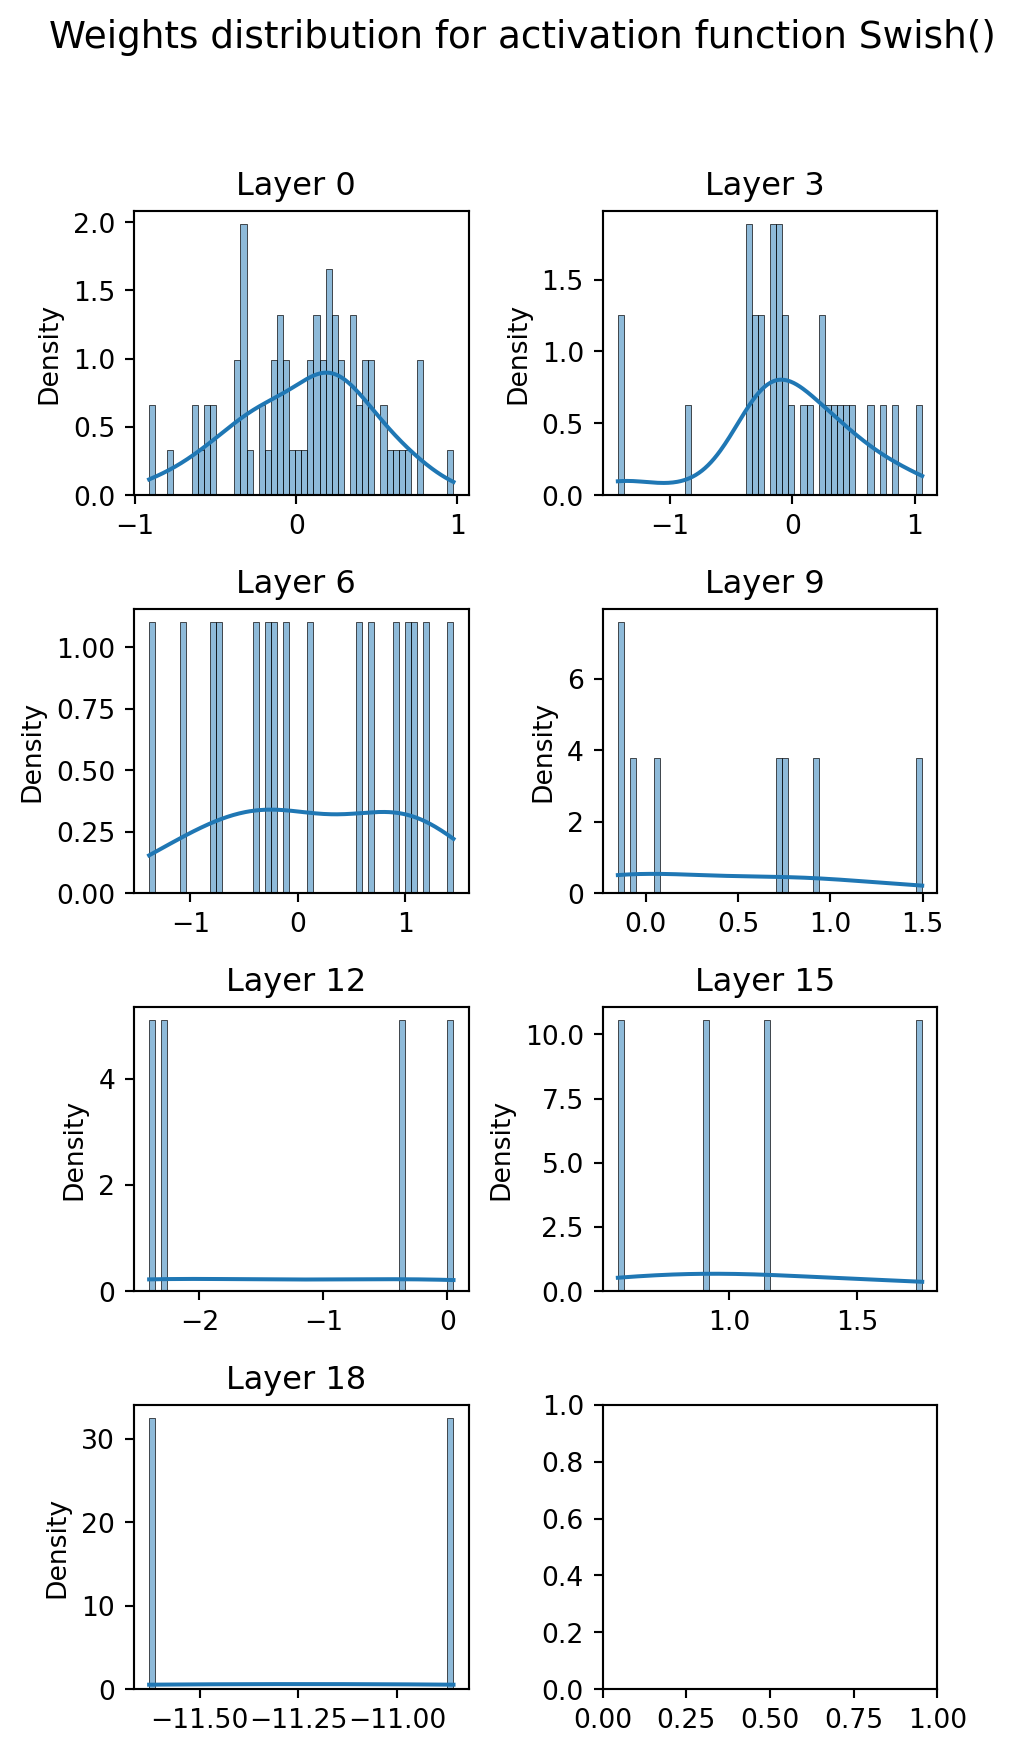 Weights distribution for activation function Swish()
Layer 0
Density
2.0
1.5
1.0
0.5
0.0
−1 0 1
Layer 3
Density
1.5
1.0
0.5
0.0
−1 0 1
Layer 6
Density
1.00
0.75
0.50
0.25
0.00
−1 0 1
Layer 9
Density
6
4
2
0
0.0 0.5 1.0 1.5
Layer 12
Density
4
2
0
−2 −1 0
Layer 15
Density
10.0
7.5
5.0
2.5
0.0
1.0 1.5
Layer 18
Density
30
20
10
0
−11.50 −11.25 −11.00
1.0
0.8
0.6
0.4
0.2
0.0
0.00 0.25 0.50 0.75 1.00